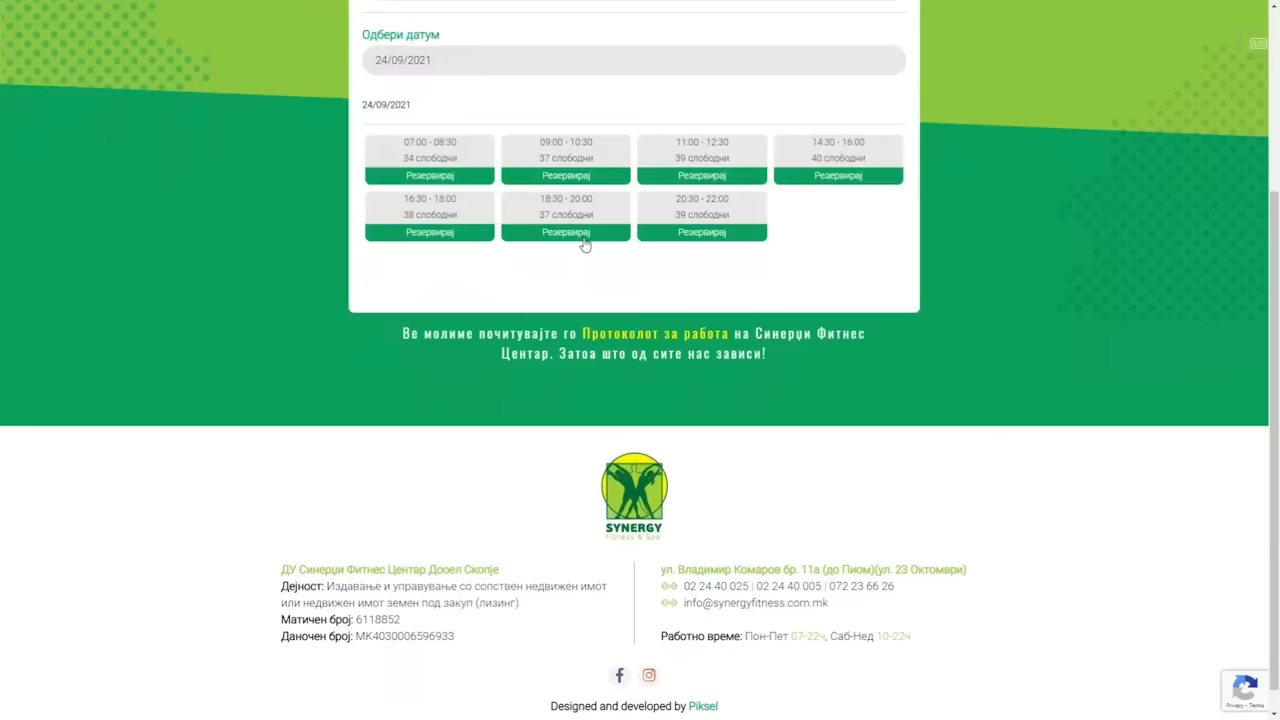 Одбери датум
24/09/2021
24/09/2021
07:00 - 08:30
34 слободни
Резервирај
09:00 - 10:30
37 слободни
Резервирај
11:00 - 12:30
39 слободни
Резервирај
14:30 - 16:00
40 слободни
Резервирај
16:30 - 18:00
38 слободни
Резервирај
18:30 - 20:00
37 слободни
Резервирај
20:30 - 22:00
39 слободни
Резервирај
Ве молиме почитувајте го Протоколот за работа на Синерџи Фитнес
Центар. Затоа што од сите нас зависи!
SYNERGY
Fitness & Spa
ДУ Синерџи Фитнес Центар Дооел Скопје
Дејност: Издавање и управување со сопствен недвижен имот
или недвижен имот земен под закуп (лизинг)
Матичен број: 6118852
Даночен број: МК4030006596933
ул. Владимир Комаров бр. 11а (до Пиом)(ул. 23 Октомври)
02 24 40 025 | 02 24 40 005 | 072 23 66 26
info@synergyfitness.com.mk
Работно време: Пон-Пет 07-22ч, Саб-Нед 10-22ч
Designed and developed by Piksel
Privacy - Terms